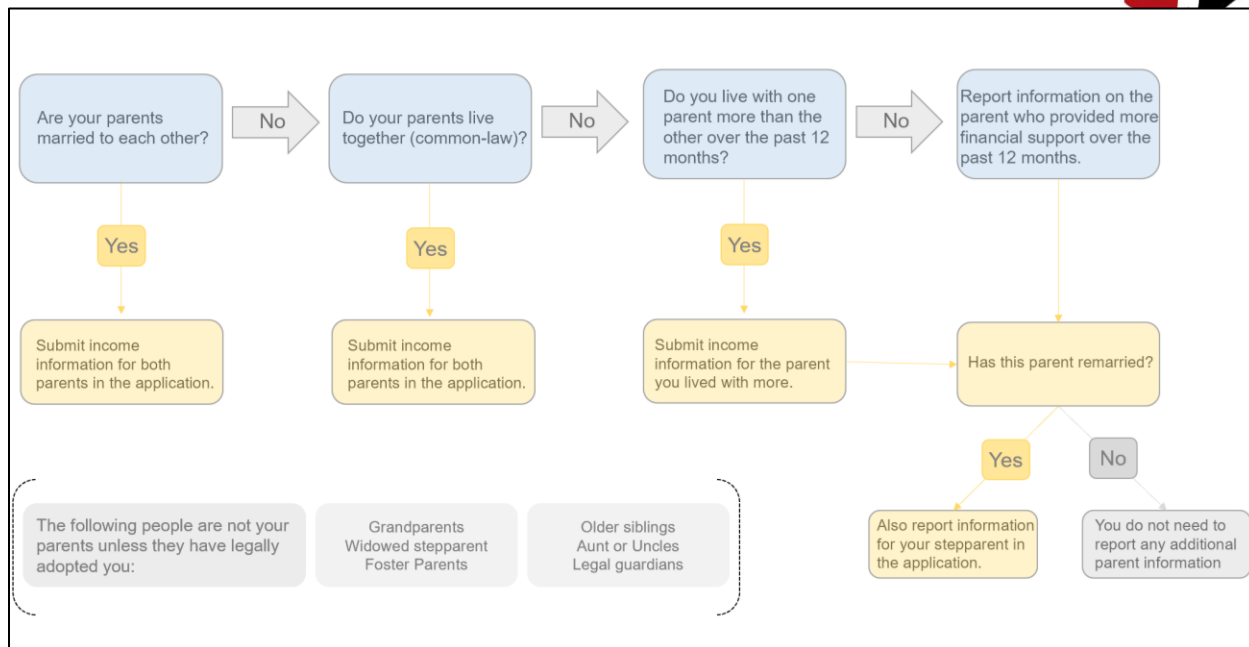 Are your parents
married to each other?
No
Do your parents live
together (common-law)?
No
Do you live with one
parent more than the
other over the past 12
months?
No
Report information on the
parent who provided more
financial support over the
past 12 months.
Yes
Yes
Yes
Submit income
information for both
parents in the application.
Submit income
information for both
parents in the application.
Submit income
information for the parent
you lived with more.
Has this parent remarried?
Yes
No
Also report information
for your stepparent in
the application.
You do not need to
report any additional
parent information
The following people are not your
parents unless they have legally
adopted you:
Grandparents
Widowed stepparent
Foster Parents
Older siblings
Aunt or Uncles
Legal guardians